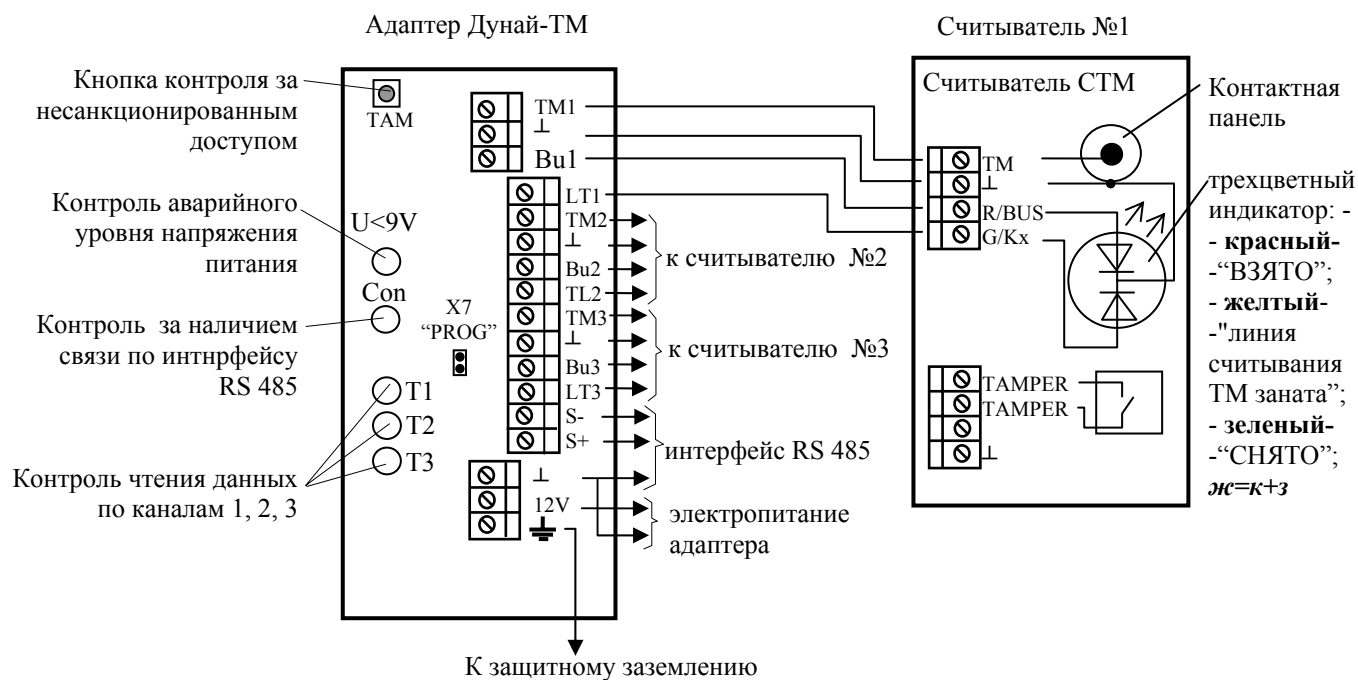 Адаптер Дунай-ТМ
Считыватель №1
Кнопка контроля за
несанкционированным
доступом
Контроль аварийного
уровня напряжения
питания
Контроль за наличием
связи по интнрфейсу
RS 485
Контроль чтения данных
по каналам 1, 2, 3
ТАМ
U<9V
Con
X7
“PROG”
T1
T2
T3
TM1
⊥
Bu1
LT1
TM2
⊥
Bu2
TL2
TM3
⊥
Bu3
LT3
S-
S+
⊥
12V
к считывателю №2
к считывателю №3
интерфейс RS 485
электропитание
адаптера
К защитному заземлению
Считыватель СТМ
TM
⊥
R/BUS
G/Kx
TAMPER
TAMPER
⊥
Контактная
панель
трехцветный
индикатор: -
- красный-
-“ВЗЯТО”;
- желтый-
-"линия
считывания
ТМ заната”;
- зеленый-
-“СНЯТО”;
ж=к+з